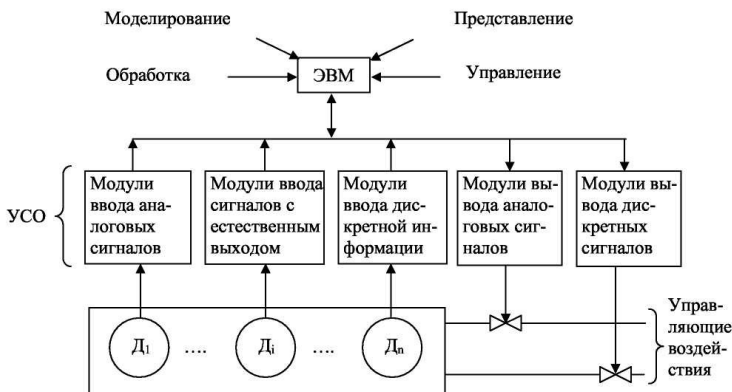 Моделирование
Представление
Обработка
ЭВМ
Управление
УСО
Модули
ввода ана-
логовых
сигналов
Модули ввода
сигналов с
естественным
выходом
Модули
ввода дис-
кретной ин-
формации
Модули вы-
вода анало-
говых сиг-
налов
Модули вы-
вода дис-
кретных
сигналов
Д1 .... Дi .... Дn
Управ-
ляющие
воздей-
ствия